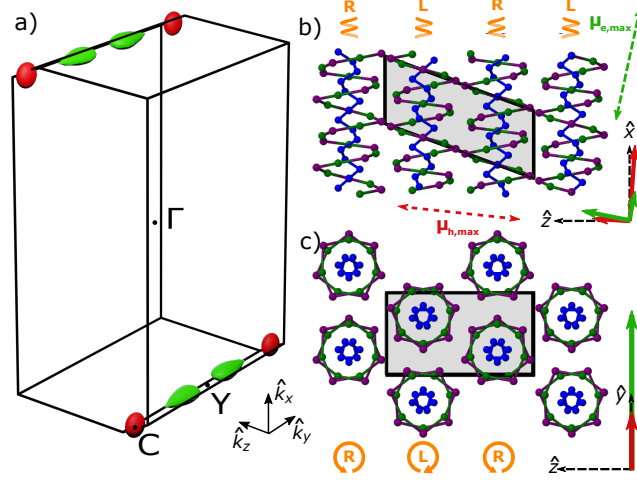 a)
Γ
Y
C
k̂x
k̂z
k̂y
R L R L
b)
μe,max
x̂
ẑ
μh,max
c)
ŷ
ẑ
R L R